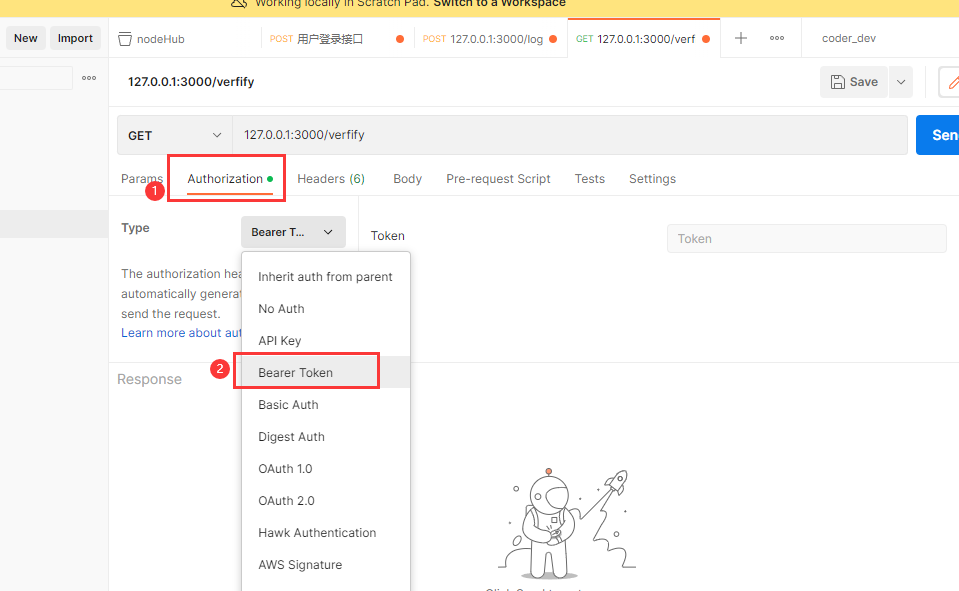 Working locally in Scratch Pad. Switch to a Workspace
New
Import
nodeHub
POST 用户登录接口
POST 127.0.0.1:3000/log
GET 127.0.0.1:3000/verf
coder_dev
127.0.0.1:3000/verfify
Save
GET
127.0.0.1:3000/verfify
Sen
Params
1
Authorization
Headers (6)
Body
Pre-request Script
Tests
Settings
Type
Bearer T...
Token
Token
The authorization hea
automatically generat
send the request.
Learn more about aut
Inherit auth from parent
No Auth
API Key
2
Bearer Token
Basic Auth
Digest Auth
OAuth 1.0
OAuth 2.0
Hawk Authentication
AWS Signature
Response